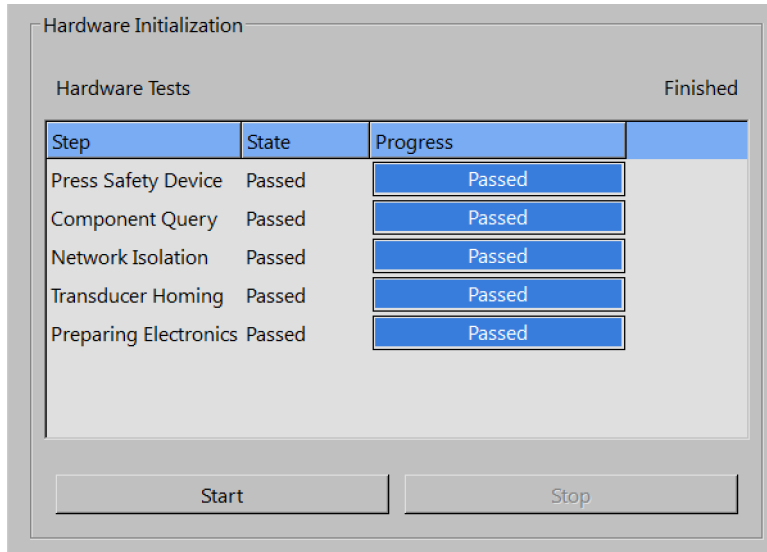 Hardware Initialization
Hardware Tests Finished
Step State Progress
Press Safety Device Passed Passed
Component Query Passed Passed
Network Isolation Passed Passed
Transducer Homing Passed Passed
Preparing Electronics Passed Passed
Start Stop